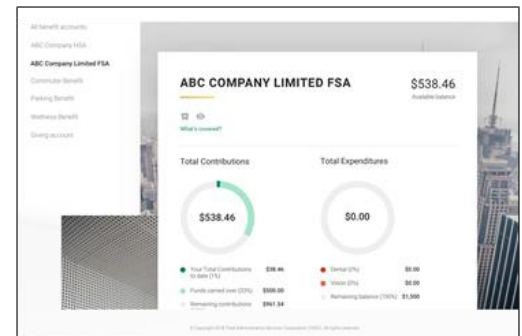 All benefit accounts
ABC Company HSA
ABC Company Limited FSA
Commuter Benefit
Parking Benefit
Wellness Benefit
Giving account
ABC COMPANY LIMITED FSA
$538.46
Available balance
What's covered?
Total Contributions
Total Expenditures
$538.46
$0.00
Your Total Contributions to date (1%) $38.46
Funds carried over (33%) $500.00
Remaining contributions $961.54
Dental (0%) $0.00
Vision (0%) $0.00
Remaining balance (100%) $1,500